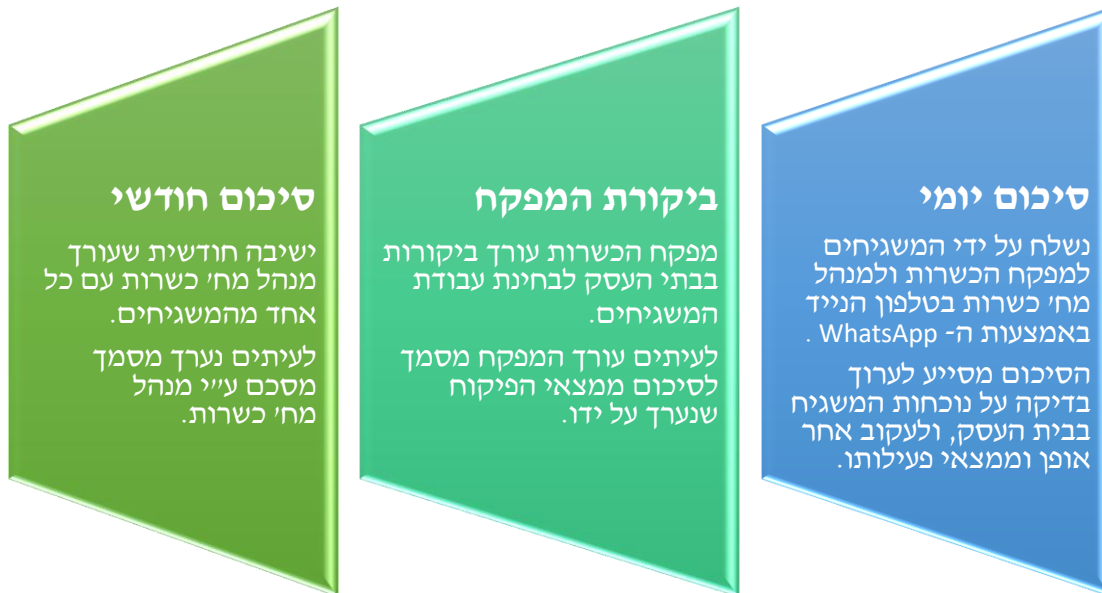 סיכום יומי
נשלח על ידי המשגיחים
למפקח הכשרות ולמנהל
מח' כשרות בטלפון הנייד
באמצעות ה- WhatsApp .
הסיכום מסייע לערוך
בדיקה על נוכחות המשגיח
בבית העסק, ולעקוב אחר
אופן וממצאי פעילותו.
ביקורת המפקח
מפקח הכשרות עורך ביקורות
בבתי העסק לבחינת עבודת
המשגיחים.
לעיתים עורך המפקח מסמך
לסיכום ממצאי הפיקוח
שנערך על ידו.
סיכום חודשי
ישיבה חודשית שעורך
מנהל מח' כשרות עם כל
אחד מהמשגיחים.
לעיתים נערך מסמך
מסכם ע"י מנהל
מח' כשרות.